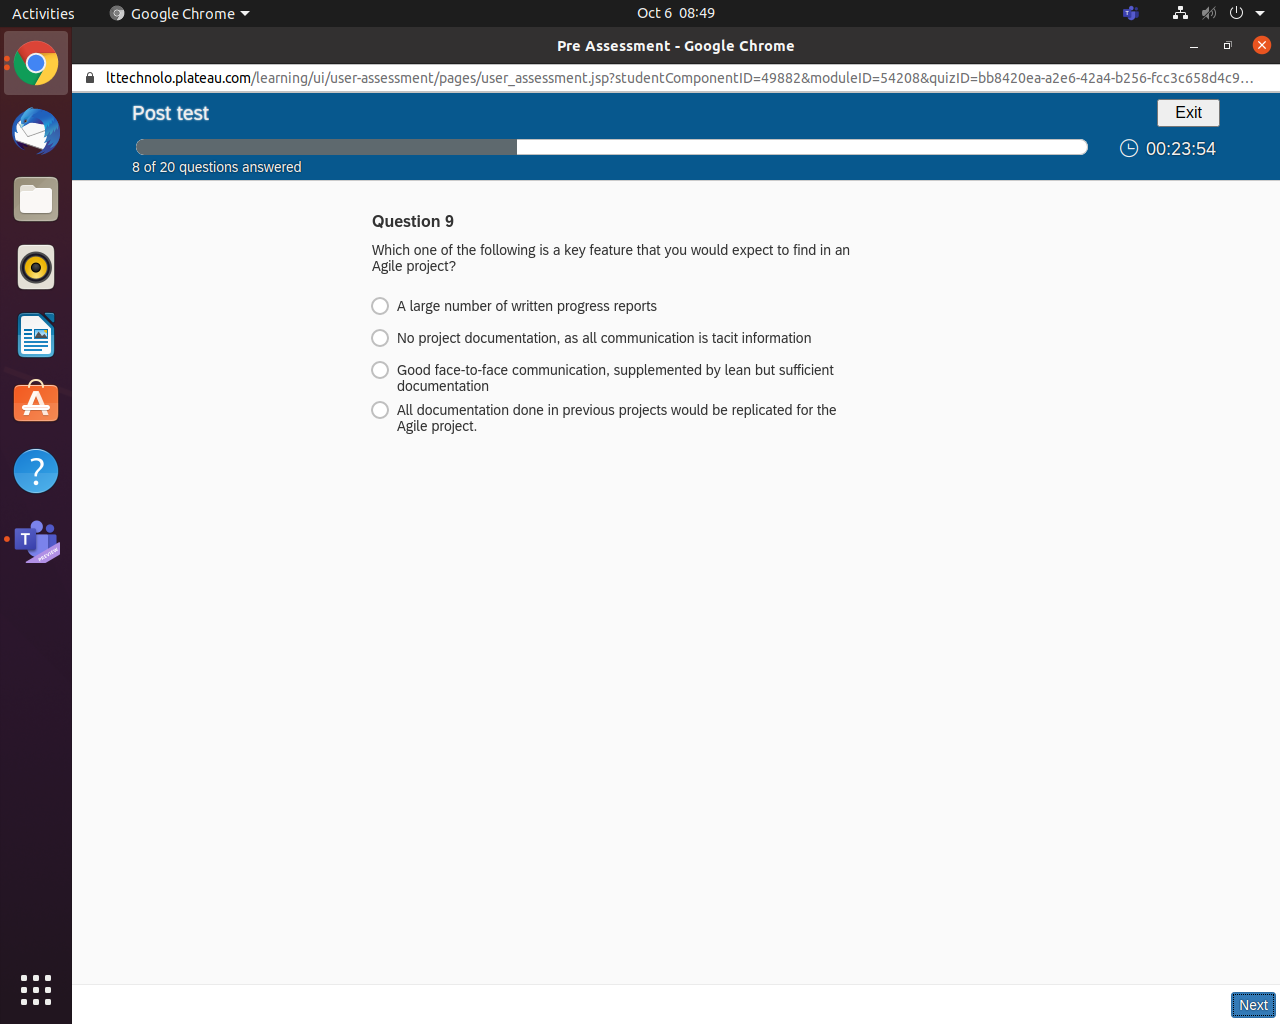 Activities
Google Chrome
Oct 6 08:49
Pre Assessment - Google Chrome
lttechnolo.plateau.com/learning/ui/user-assessment/pages/user_assessment.jsp?studentComponentID=49882&moduleID=54208&quizID=bb8420ea-a2e6-42a4-b256-fcc3c658d4c9…
Post test
Exit
00:23:54
8 of 20 questions answered
Question 9
Which one of the following is a key feature that you would expect to find in an
Agile project?
A large number of written progress reports
No project documentation, as all communication is tacit information
Good face-to-face communication, supplemented by lean but sufficient
documentation
All documentation done in previous projects would be replicated for the
Agile project.
T
PREVIEW
Next